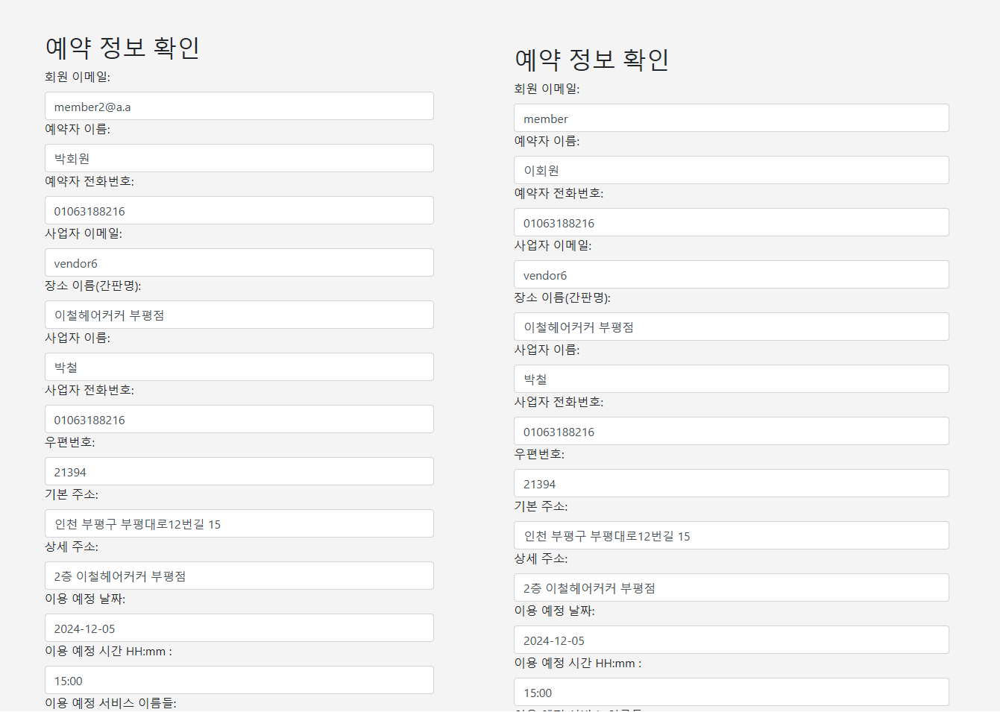 예약 정보 확인
회원 이메일:
member2@a.a
예약자 이름:
박회원
예약자 전화번호:
01063188216
사업자 이메일:
vendor6
장소 이름(간판명):
이철헤어커커 부평점
사업자 이름:
박철
사업자 전화번호:
01063188216
우편번호:
21394
기본 주소:
인천 부평구 부평대로12번길 15
상세 주소:
2층 이철헤어커커 부평점
이용 예정 날짜:
2024-12-05
이용 예정 시간 HH:mm :
15:00
이용 예정 서비스 이름들:
예약 정보 확인
회원 이메일:
member
예약자 이름:
이회원
예약자 전화번호:
01063188216
사업자 이메일:
vendor6
장소 이름(간판명):
이철헤어커커 부평점
사업자 이름:
박철
사업자 전화번호:
01063188216
우편번호:
21394
기본 주소:
인천 부평구 부평대로12번길 15
상세 주소:
2층 이철헤어커커 부평점
이용 예정 날짜:
2024-12-05
이용 예정 시간 HH:mm :
15:00